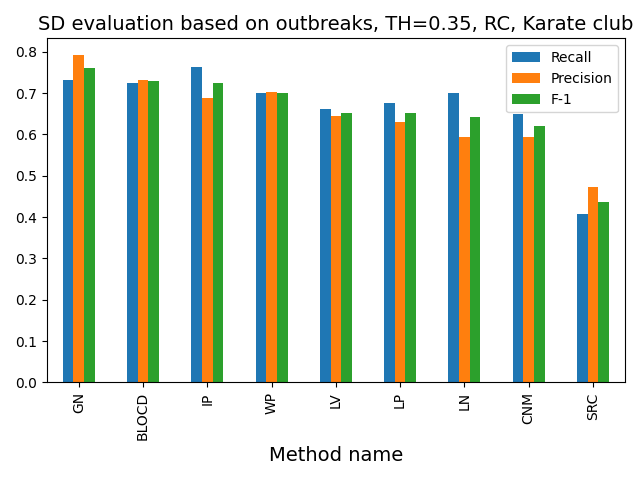 SD evaluation based on outbreaks, TH=0.35, RC, Karate club
Recall
Precision
F-1
0.8
0.7
0.6
0.5
0.4
0.3
0.2
0.1
0.0
GN
BLOCD
IP
WP
LV
LP
LN
CNM
SRC
Method name